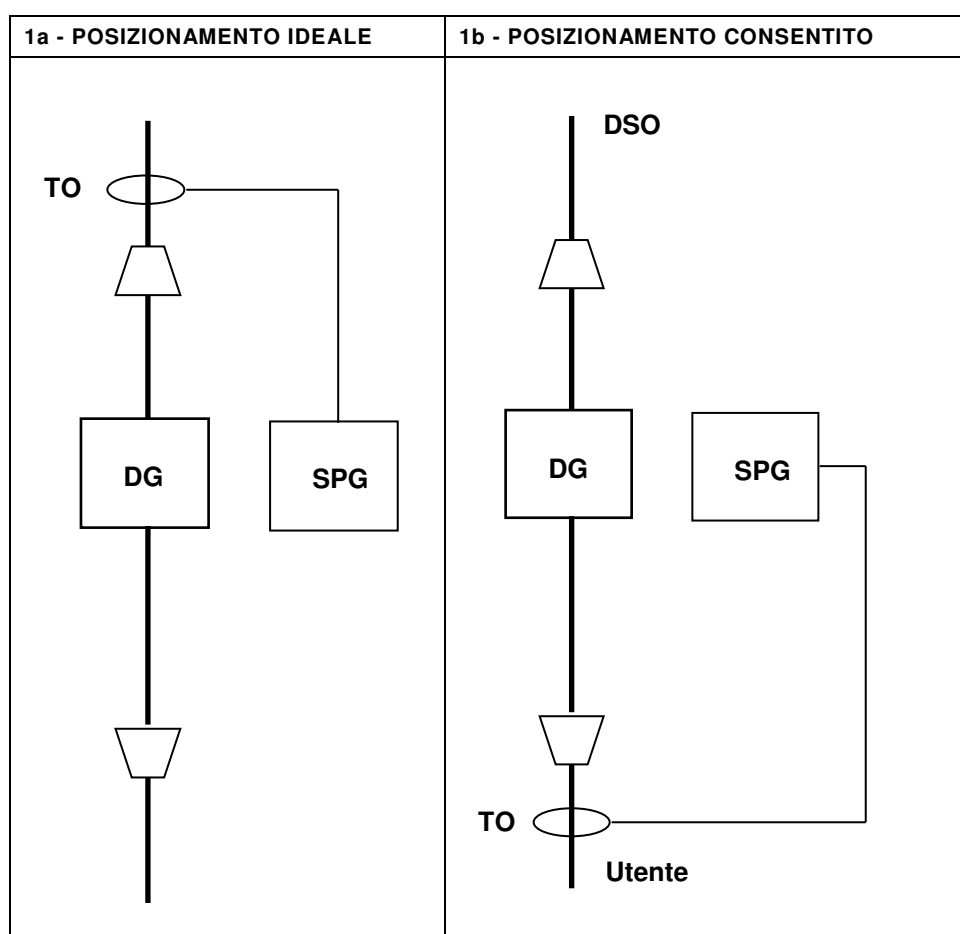 1a - POSIZIONAMENTO IDEALE
TO
DG
SPG
1b - POSIZIONAMENTO CONSENTITO
DSO
DG
SPG
TO
Utente